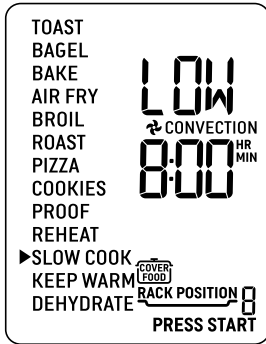 TOAST
BAGEL
BAKE
AIR FRY
BROIL
ROAST
PIZZA
COOKIES
PROOF
REHEAT
▶SLOW COOK
KEEP WARM
DEHYDRATE
LOW
CONVECTION
8:00 HR MIN
COVER FOOD
RACK POSITION 8
PRESS START